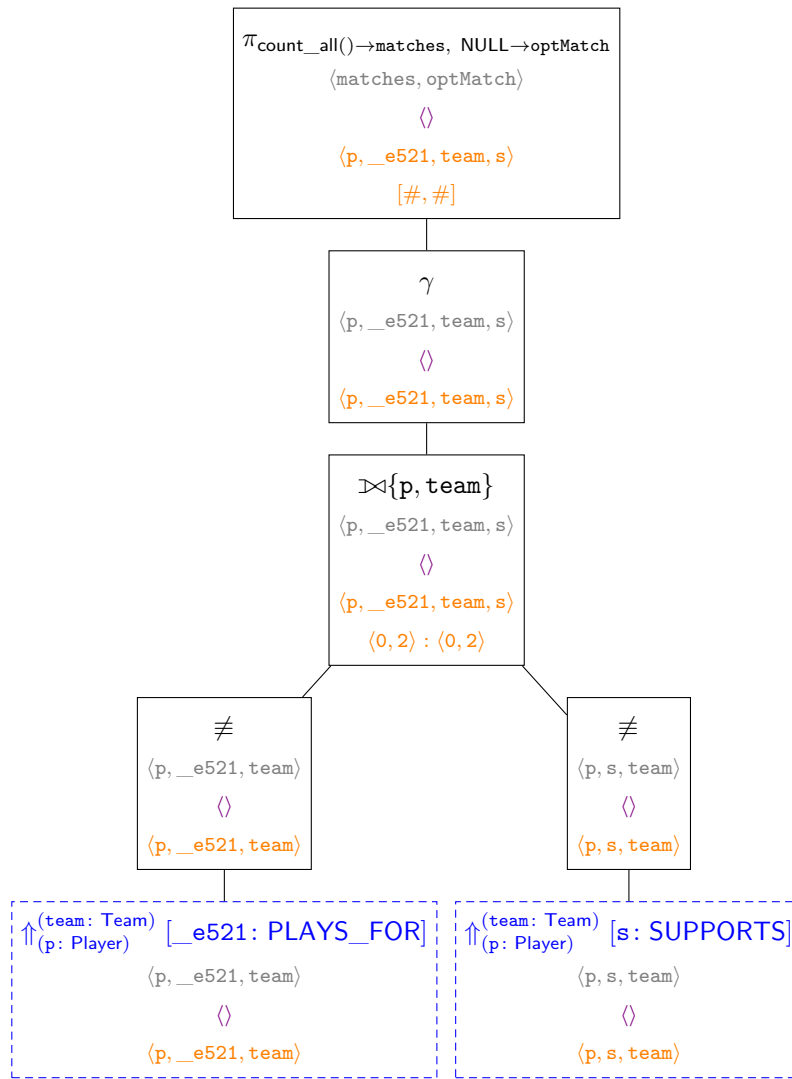 π count_all()→matches, NULL→optMatch
⟨matches, optMatch⟩
⟨⟩
⟨p, __e521, team, s⟩
[#, #]
γ
⟨p, __e521, team, s⟩
⟨⟩
⟨p, __e521, team, s⟩
⟕{p, team}
⟨p, __e521, team, s⟩
⟨⟩
⟨p, __e521, team, s⟩
⟨0, 2⟩ : ⟨0, 2⟩
≢
⟨p, __e521, team⟩
⟨⟩
⟨p, __e521, team⟩
≢
⟨p, s, team⟩
⟨⟩
⟨p, s, team⟩
⇑ (team: Team) (p: Player) [__e521: PLAYS_FOR]
⟨p, __e521, team⟩
⟨⟩
⟨p, __e521, team⟩
⇑ (team: Team) (p: Player) [s: SUPPORTS]
⟨p, s, team⟩
⟨⟩
⟨p, s, team⟩